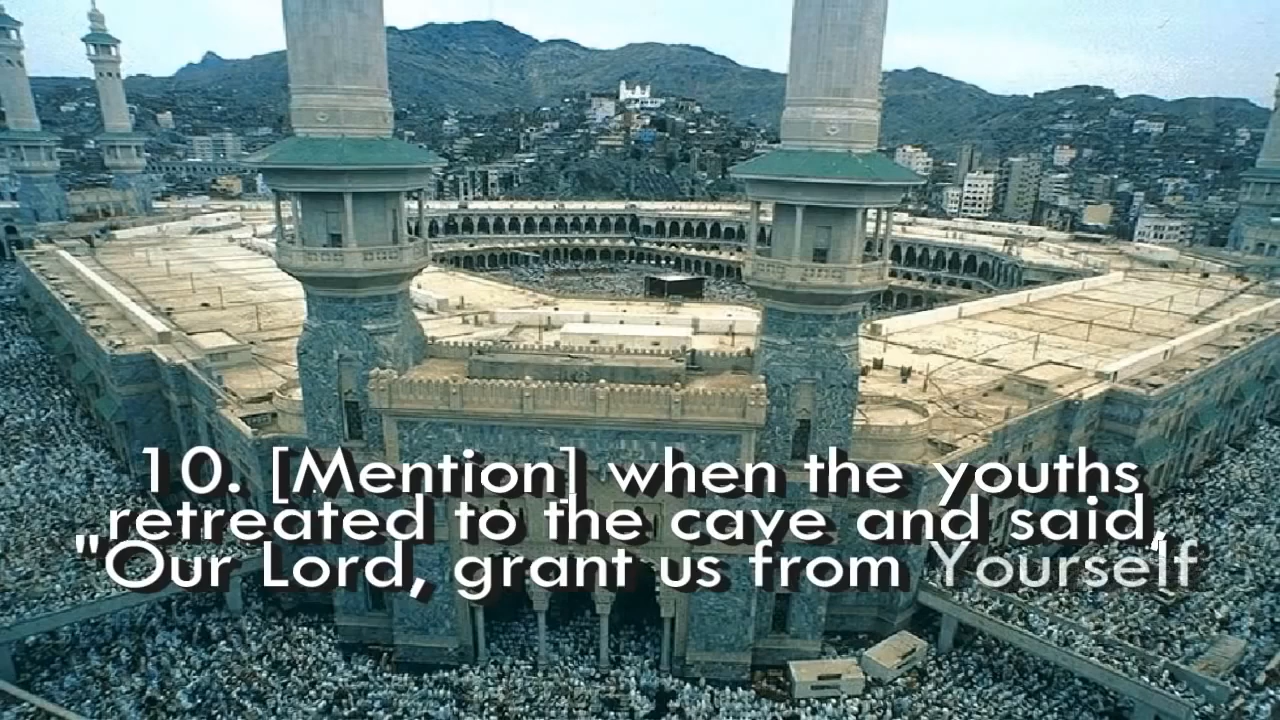 10. [Mention] when the youths
retreated to the cave and said,
"Our Lord, grant us from Yourself